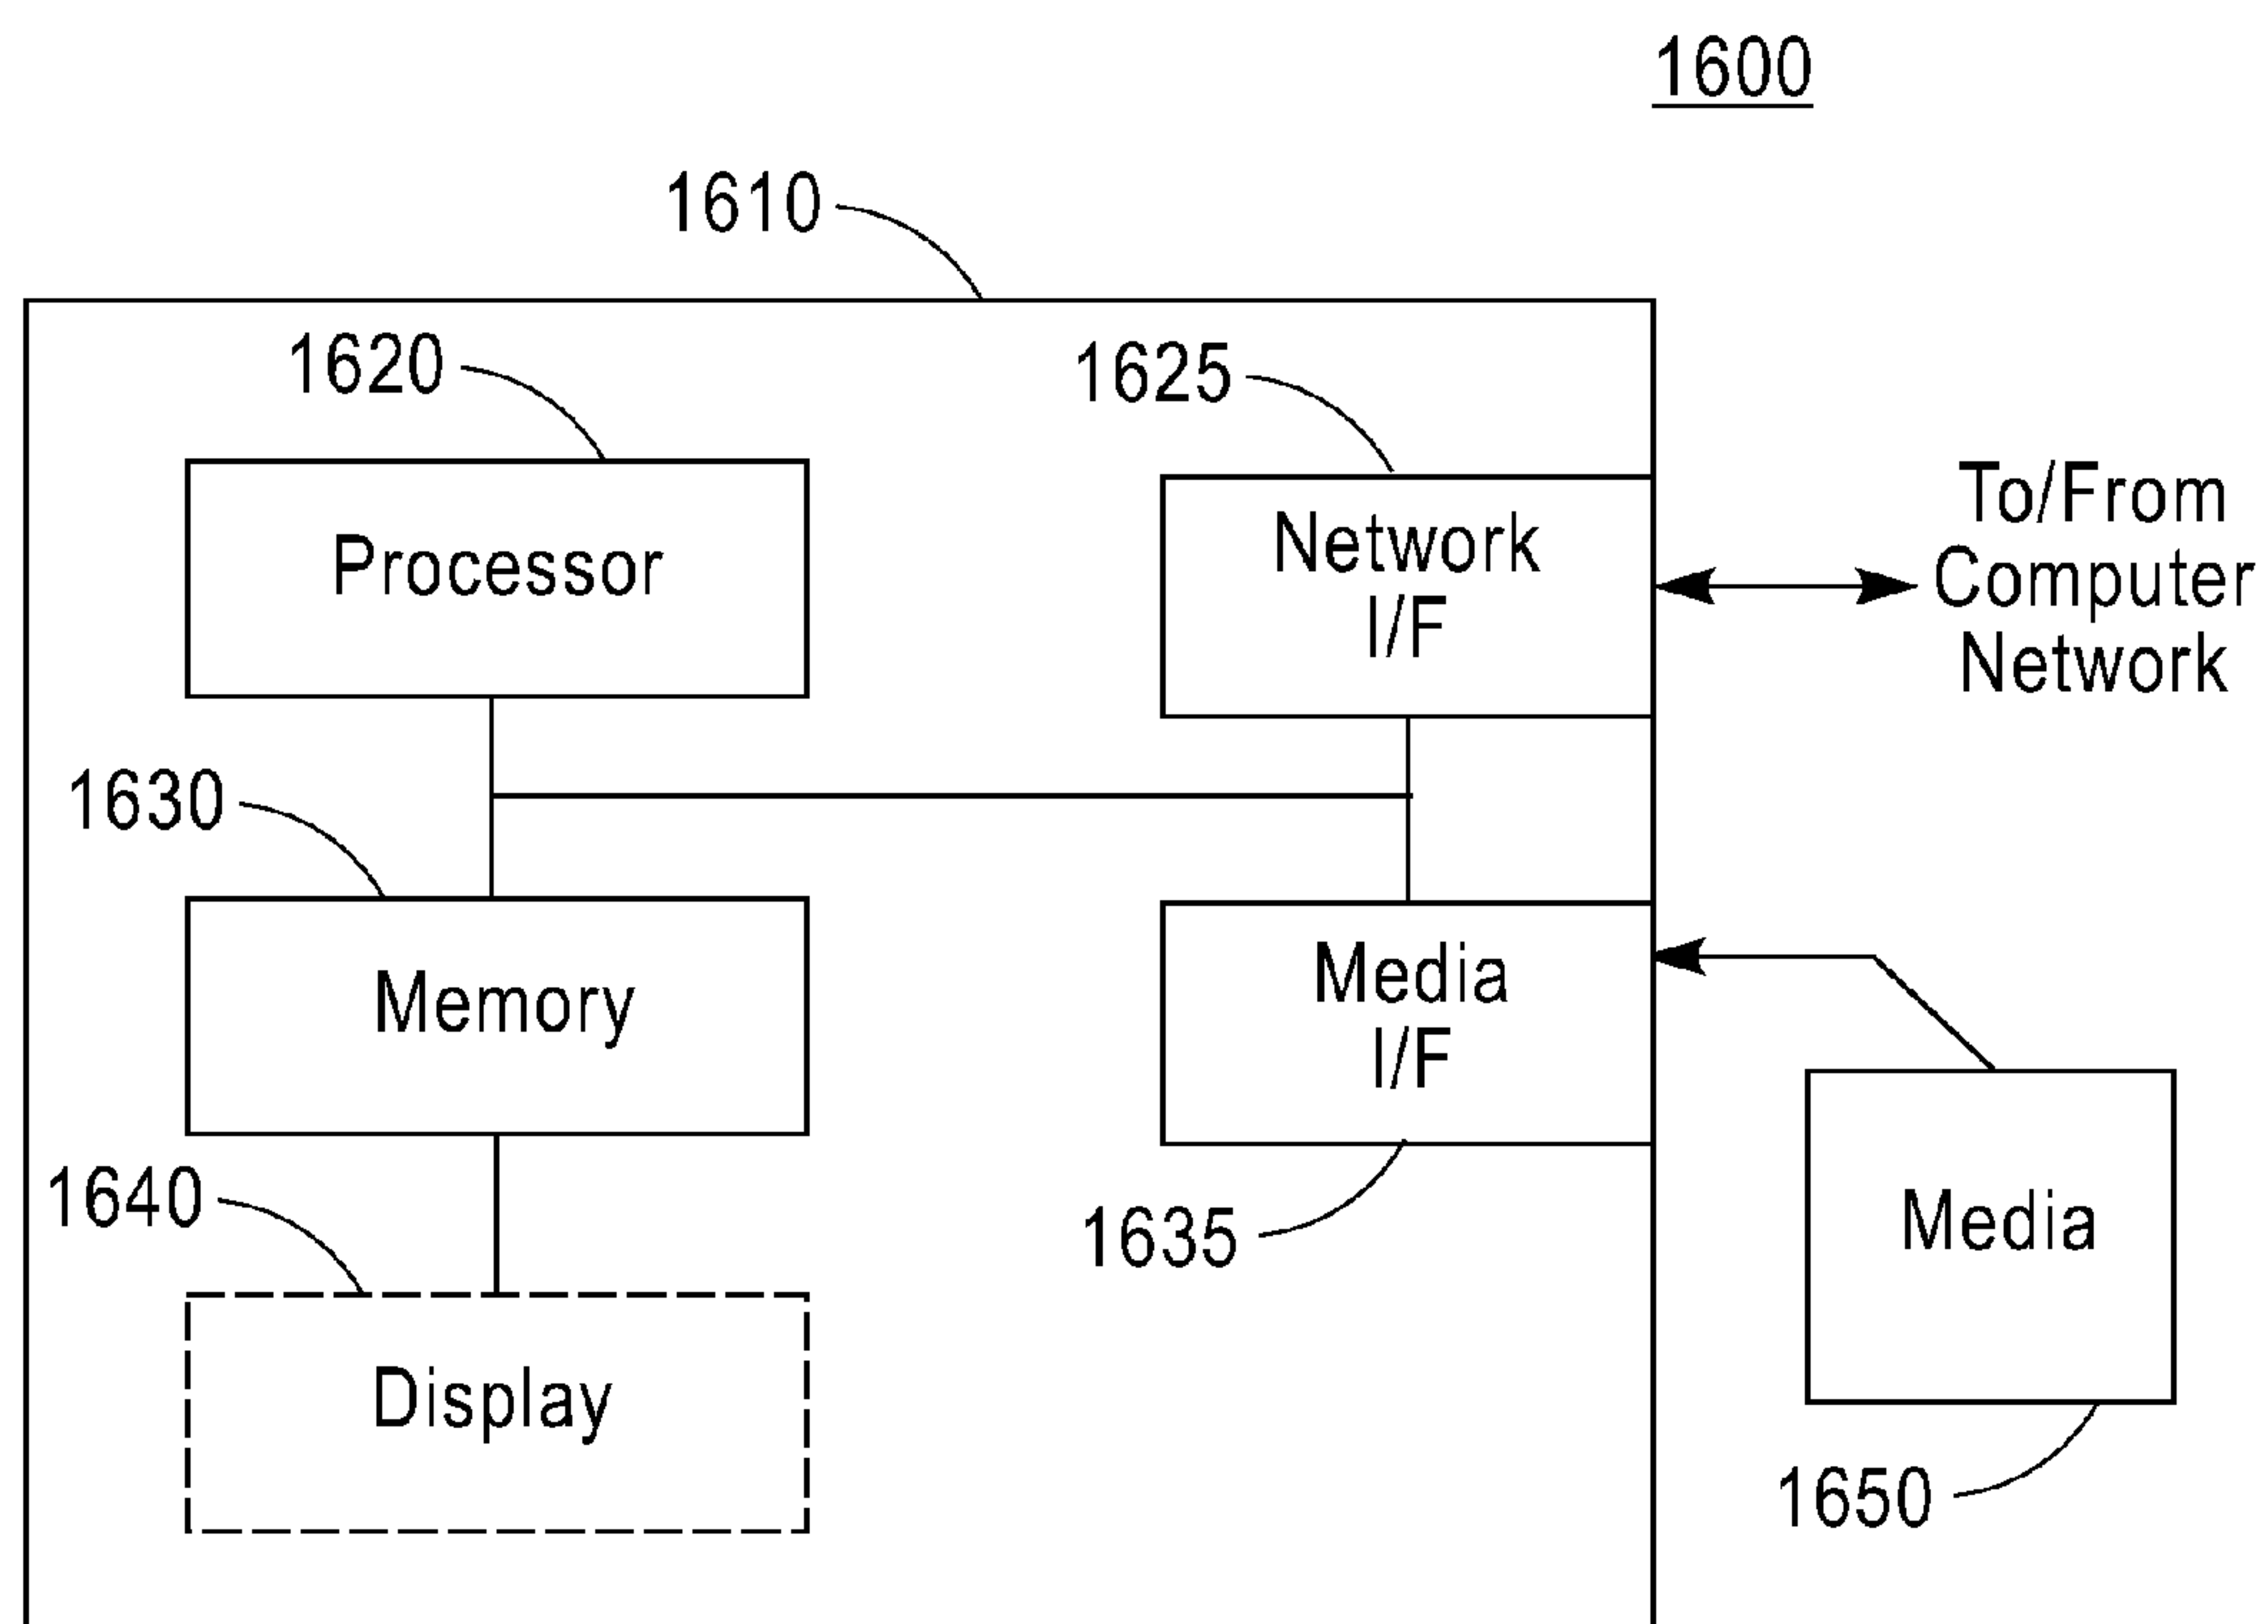 1600
1610
1620
1625
Processor
Network
I/F
To/From
Computer
Network
1630
Memory
Media
I/F
1640
1635
Media
Display
1650